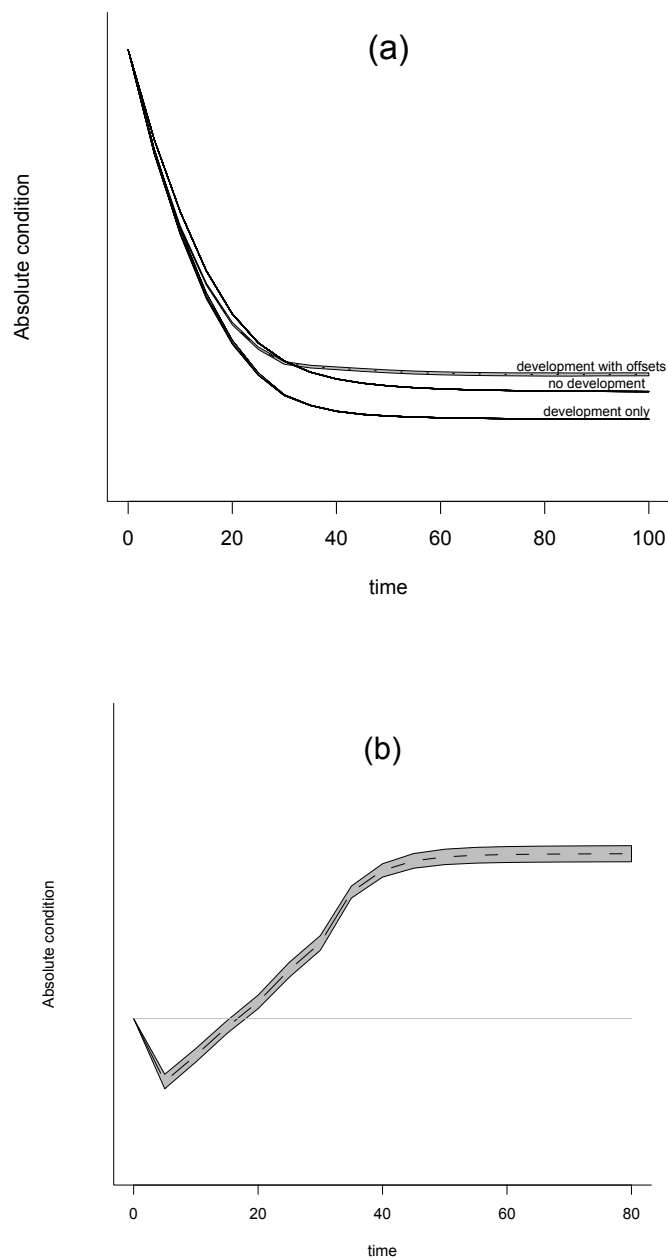 (a)
Absolute condition
development with offsets
no development
development only
0 20 40 60 80 100
time
(b)
Absolute condition
0 20 40 60 80
time